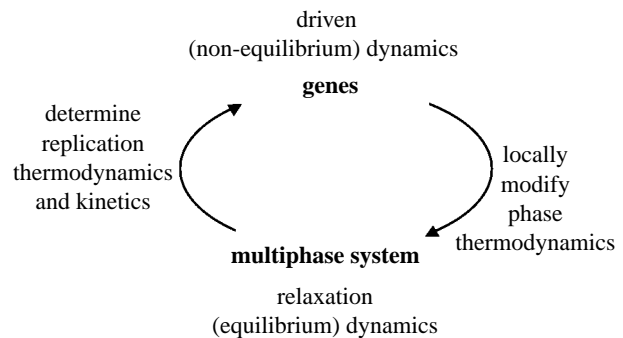 driven
(non-equilibrium) dynamics
genes
determine
replication
thermodynamics
and kinetics
locally
modify
phase
thermodynamics
multiphase system
relaxation
(equilibrium) dynamics